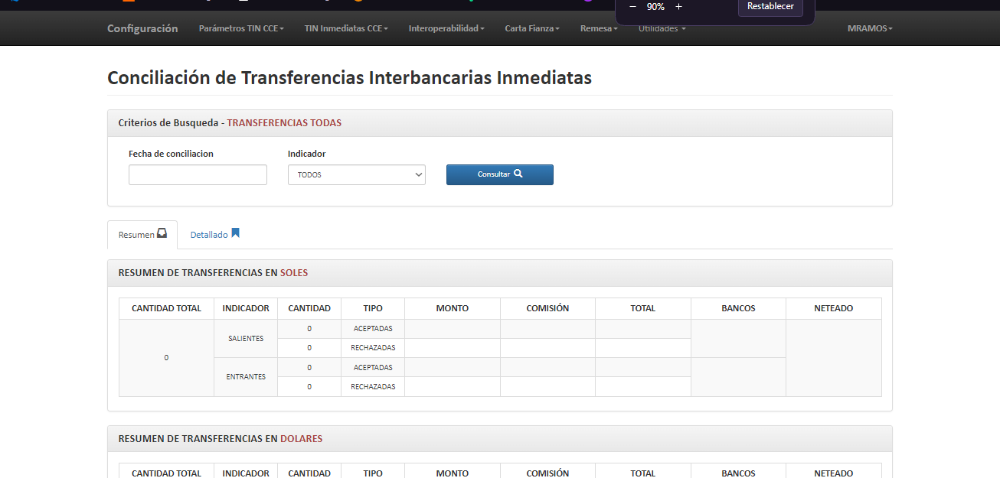 − 90% + Restablecer
Configuración Parámetros TIN CCE TIN Inmediatas CCE Interoperabilidad Carta Fianza Remesa Utilidades MRAMOS
Conciliación de Transferencias Interbancarias Inmediatas
Criterios de Busqueda - TRANSFERENCIAS TODAS
Fecha de conciliacion Indicador
TODOS Consultar
Resumen Detallado
RESUMEN DE TRANSFERENCIAS EN SOLES
CANTIDAD TOTAL INDICADOR CANTIDAD TIPO MONTO COMISIÓN TOTAL BANCOS NETEADO
0 ACEPTADAS
SALIENTES
0 RECHAZADAS
0
0 ACEPTADAS
ENTRANTES
0 RECHAZADAS
RESUMEN DE TRANSFERENCIAS EN DOLARES
CANTIDAD TOTAL INDICADOR CANTIDAD TIPO MONTO COMISIÓN TOTAL BANCOS NETEADO